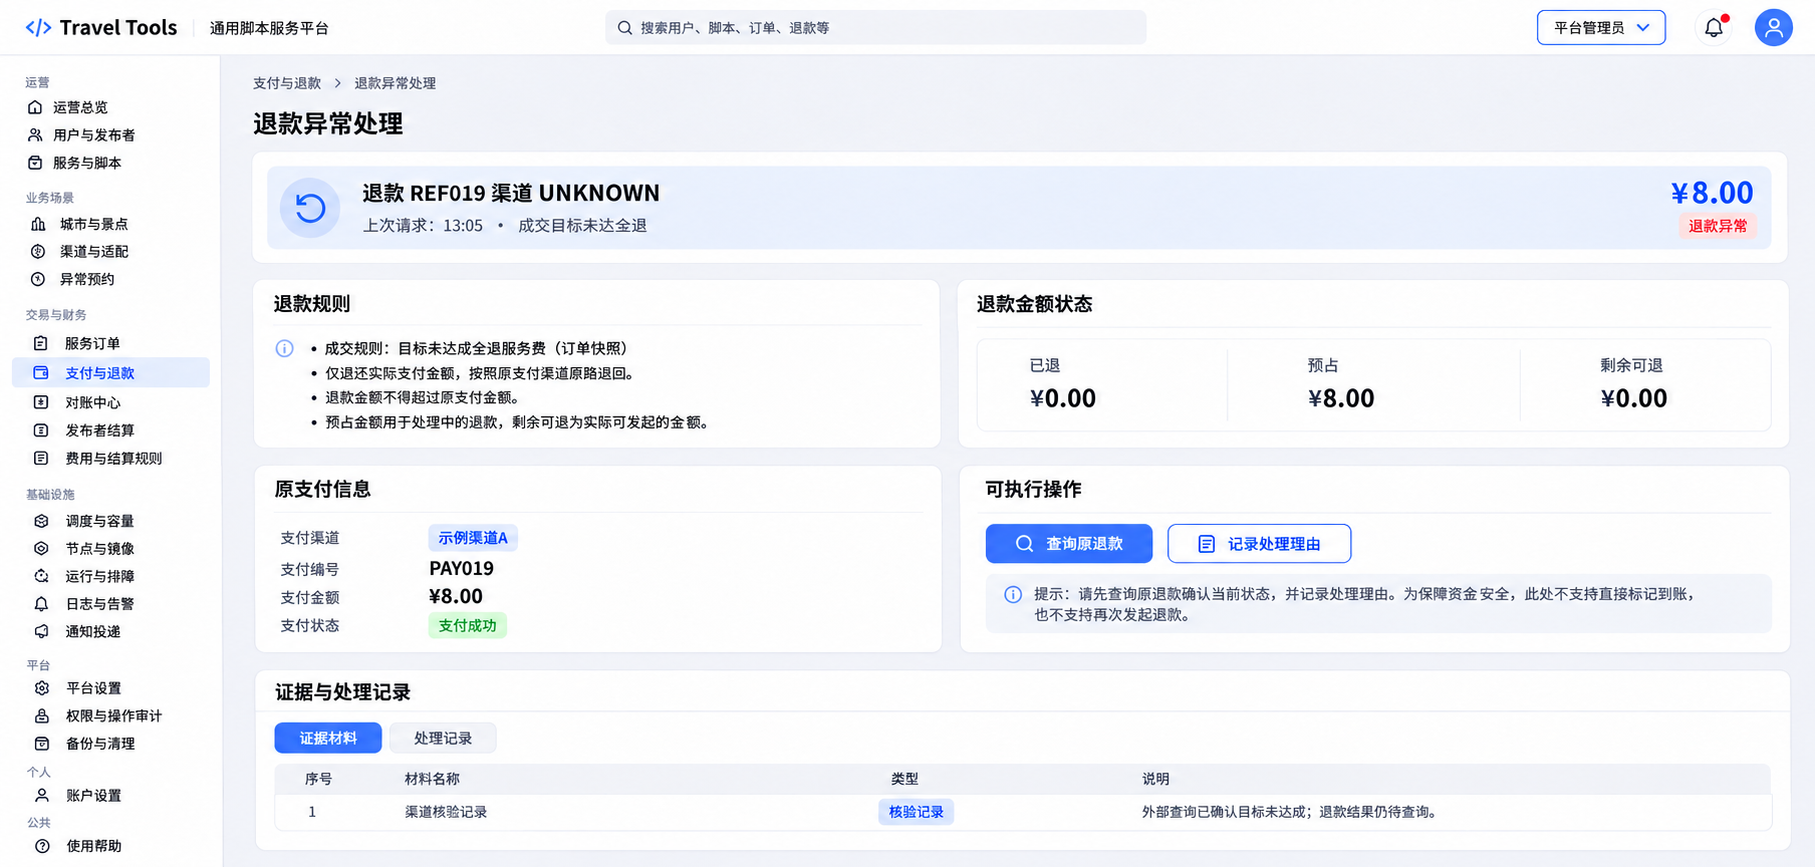 </> Travel Tools
通用脚本服务平台
搜索用户、脚本、订单、退款等
平台管理员
运营
运营总览
用户与发布者
服务与脚本
业务场景
城市与景点
渠道与适配
异常预约
交易与财务
服务订单
支付与退款
对账中心
发布者结算
费用与结算规则
基础设施
调度与容量
节点与镜像
运行与排障
日志与告警
通知投递
平台
平台设置
权限与操作审计
备份与清理
个人
账户设置
公共
使用帮助
支付与退款 > 退款异常处理
退款异常处理
退款 REF019 渠道 UNKNOWN
上次请求：13:05 • 成交目标未达全退
¥8.00
退款异常
退款规则
• 成交规则：目标未达成全退服务费（订单快照）
• 仅退还实际支付金额，按照原支付渠道原路退回。
• 退款金额不得超过原支付金额。
• 预占金额用于处理中的退款，剩余可退为实际可发起的金额。
退款金额状态
已退 预占 剩余可退
¥0.00 ¥8.00 ¥0.00
原支付信息
支付渠道 示例渠道A
支付编号 PAY019
支付金额 ¥8.00
支付状态 支付成功
可执行操作
查询原退款 记录处理理由
提示：请先查询原退款确认当前状态，并记录处理理由。为保障资金安全，此处不支持直接标记到账，
也不支持再次发起退款。
证据与处理记录
证据材料 处理记录
序号 材料名称 类型 说明
1 渠道核验记录 核验记录 外部查询已确认目标未达成；退款结果仍待查询。